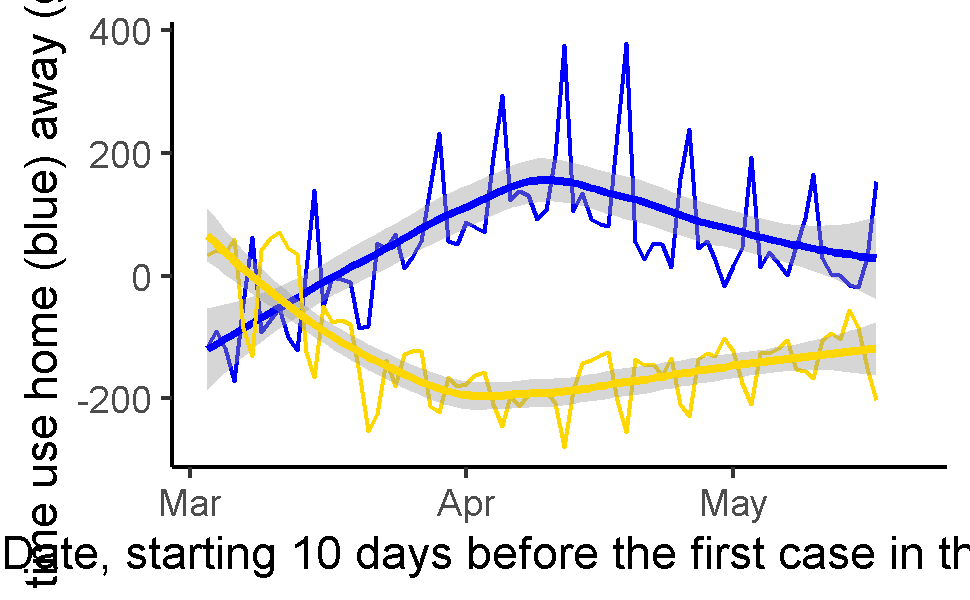 time use home (blue) away (
400
200
0
-200
Mar Apr May
Date, starting 10 days before the first case in th